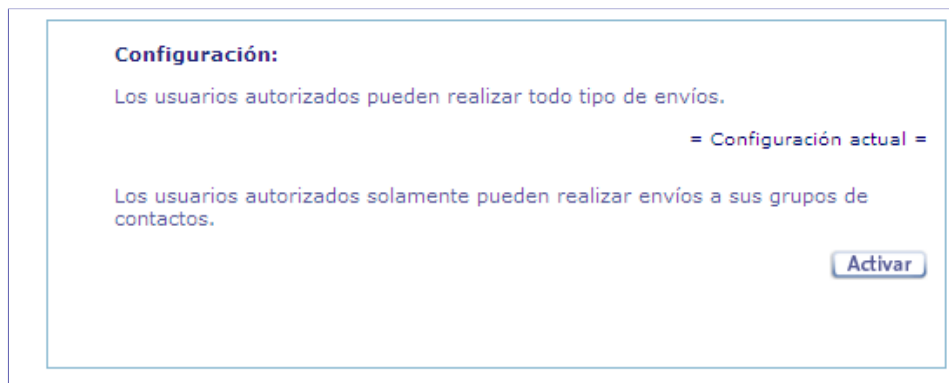 Configuración:
Los usuarios autorizados pueden realizar todo tipo de envíos.
= Configuración actual =
Los usuarios autorizados solamente pueden realizar envíos a sus grupos de
contactos.
Activar